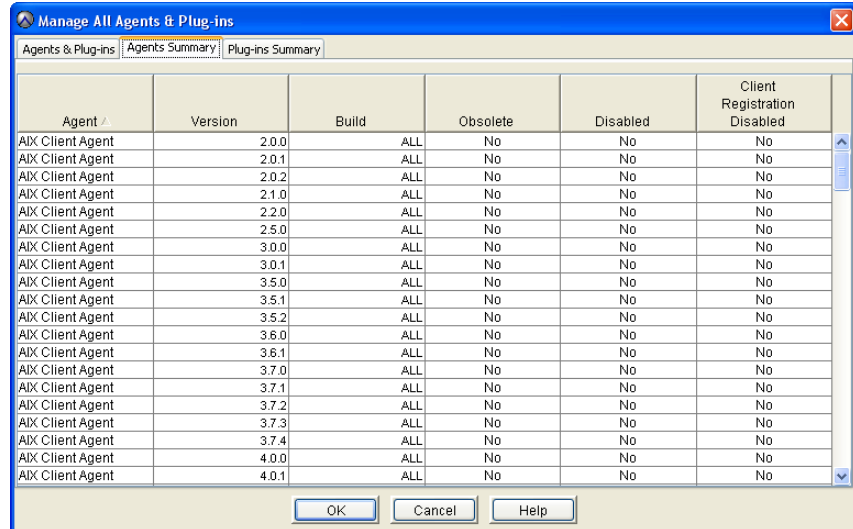 Manage All Agents & Plug-ins
Agents & Plug-ins Agents Summary Plug-ins Summary
Agent Version Build Obsolete Disabled Client Registration Disabled
AIX Client Agent 2.0.0 ALL No No No
AIX Client Agent 2.0.1 ALL No No No
AIX Client Agent 2.0.2 ALL No No No
AIX Client Agent 2.1.0 ALL No No No
AIX Client Agent 2.2.0 ALL No No No
AIX Client Agent 2.5.0 ALL No No No
AIX Client Agent 3.0.0 ALL No No No
AIX Client Agent 3.0.1 ALL No No No
AIX Client Agent 3.5.0 ALL No No No
AIX Client Agent 3.5.1 ALL No No No
AIX Client Agent 3.5.2 ALL No No No
AIX Client Agent 3.6.0 ALL No No No
AIX Client Agent 3.6.1 ALL No No No
AIX Client Agent 3.7.0 ALL No No No
AIX Client Agent 3.7.1 ALL No No No
AIX Client Agent 3.7.2 ALL No No No
AIX Client Agent 3.7.3 ALL No No No
AIX Client Agent 3.7.4 ALL No No No
AIX Client Agent 4.0.0 ALL No No No
AIX Client Agent 4.0.1 ALL No No No
OK Cancel Help